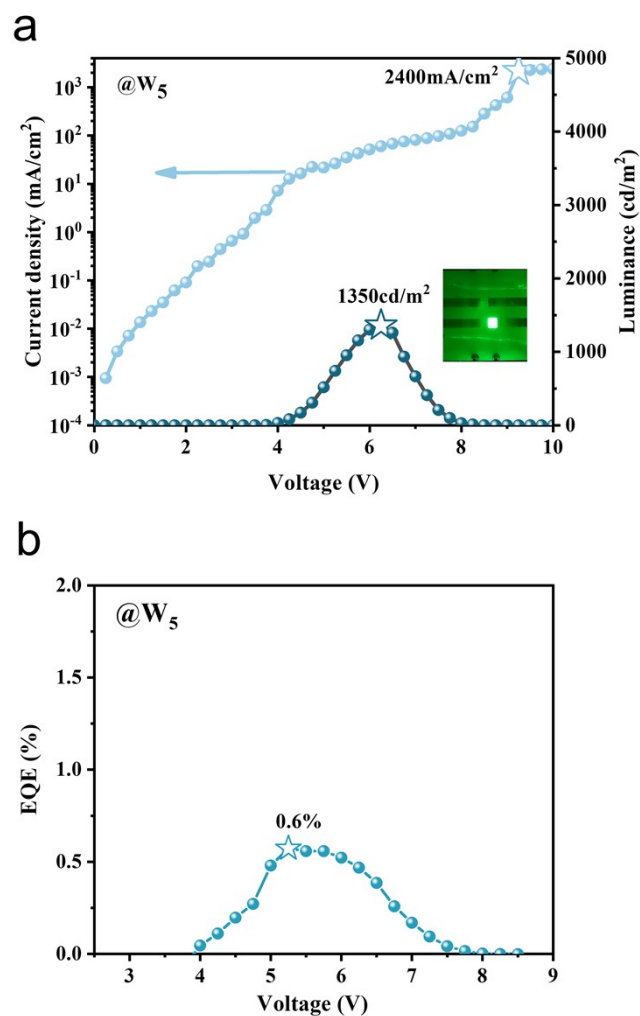 a
@W₅
2400mA/cm²
1350cd/m²
Current density (mA/cm²)
10³
10²
10¹
10⁰
10⁻¹
10⁻²
10⁻³
10⁻⁴
Luminance (cd/m²)
5000
4000
3000
2000
1000
0
0 2 4 6 8 10
Voltage (V)
b
@W₅
0.6%
EQE (%)
2.0
1.5
1.0
0.5
0.0
3 4 5 6 7 8 9
Voltage (V)